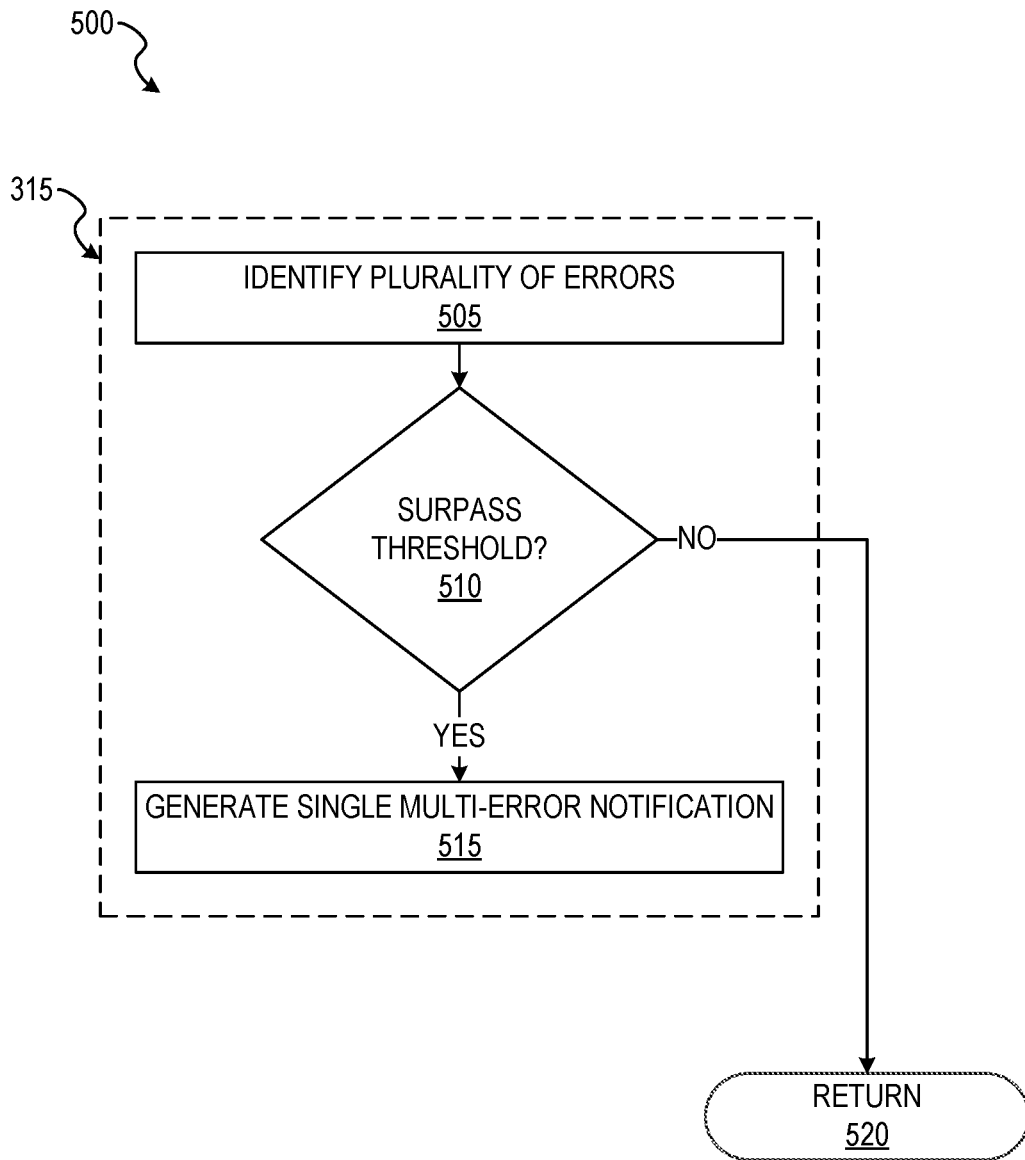 500
315
IDENTIFY PLURALITY OF ERRORS
505
SURPASS
THRESHOLD?
510
NO
YES
GENERATE SINGLE MULTI-ERROR NOTIFICATION
515
RETURN
520